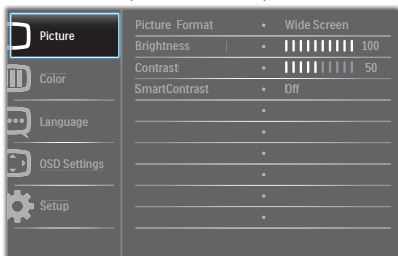 Picture
Color
Language
OSD Settings
Setup
Picture Format • Wide Screen
Brightness • 100
Contrast • 50
SmartContrast • Off
•
•
•
•
•
•